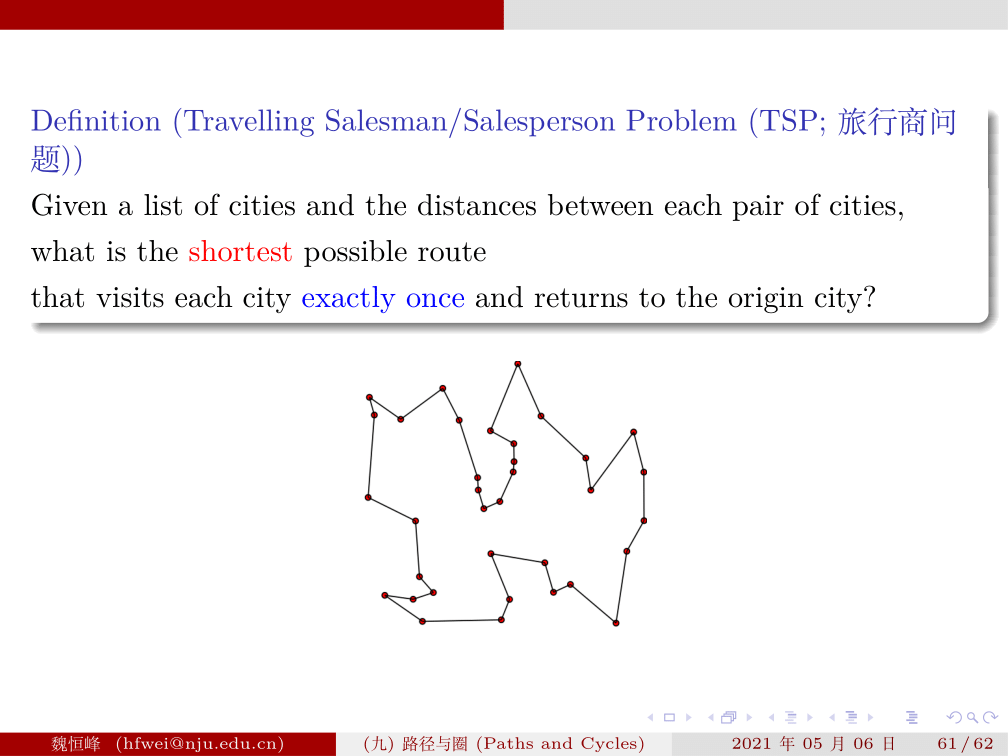 Definition (Travelling Salesman/Salesperson Problem (TSP; 旅行商问
题))
Given a list of cities and the distances between each pair of cities,
what is the shortest possible route
that visits each city exactly once and returns to the origin city?
魏恒峰 (hfwei@nju.edu.cn) (九) 路径与圈 (Paths and Cycles) 2021 年 05 月 06 日 61 / 62